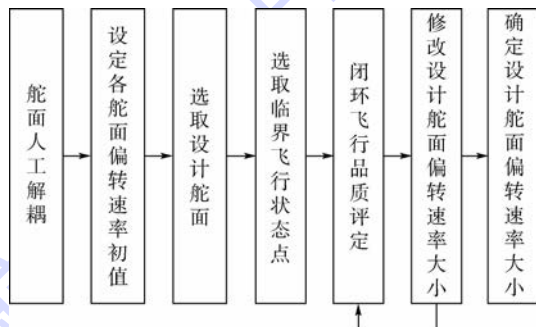 舵面人工解耦
设定各舵面偏转速率初值
选取设计舵面
选取临界飞行状态点
闭环飞行品质评定
修改设计舵面偏转速率大小
确定设计舵面偏转速率大小